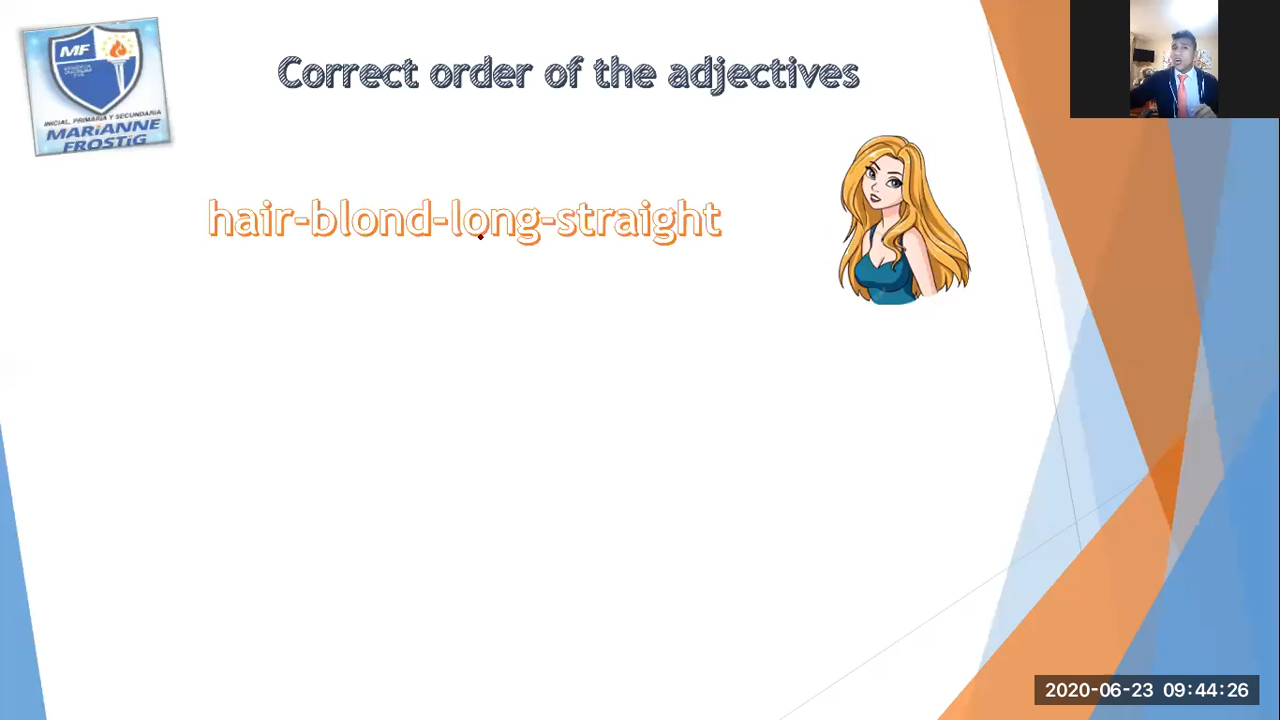 MF
INICIAL, PRIMARIA Y SECUNDARIA
MARiANNE
FROSTiG
Correct order of the adjectives
hair-blond-long-straight
2020-06-23 09:44:26